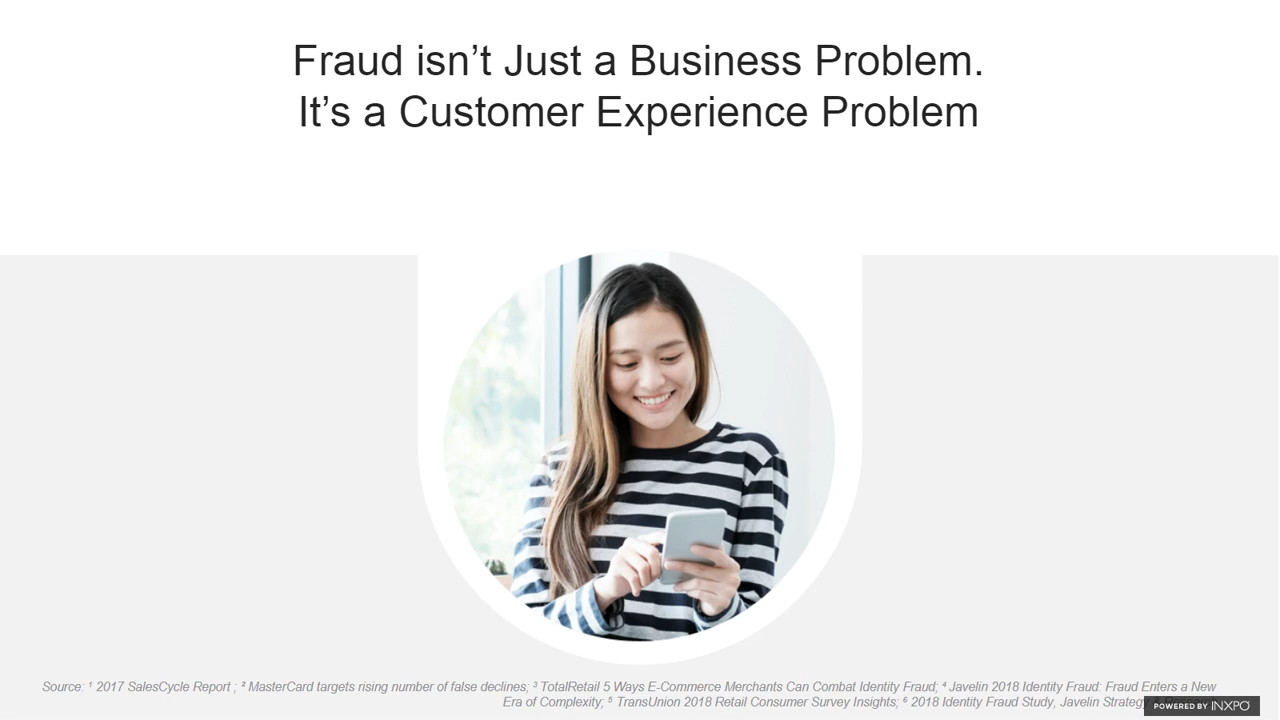 Fraud isn’t Just a Business Problem.
It’s a Customer Experience Problem
Source: ¹ 2017 SalesCycle Report ; ² MasterCard targets rising number of false declines; ³ TotalRetail 5 Ways E-Commerce Merchants Can Combat Identity Fraud; ⁴ Javelin 2018 Identity Fraud: Fraud Enters a New
Era of Complexity; ⁵ TransUnion 2018 Retail Consumer Survey Insights; ⁶ 2018 Identity Fraud Study, Javelin Strategy
POWERED BY INXPO